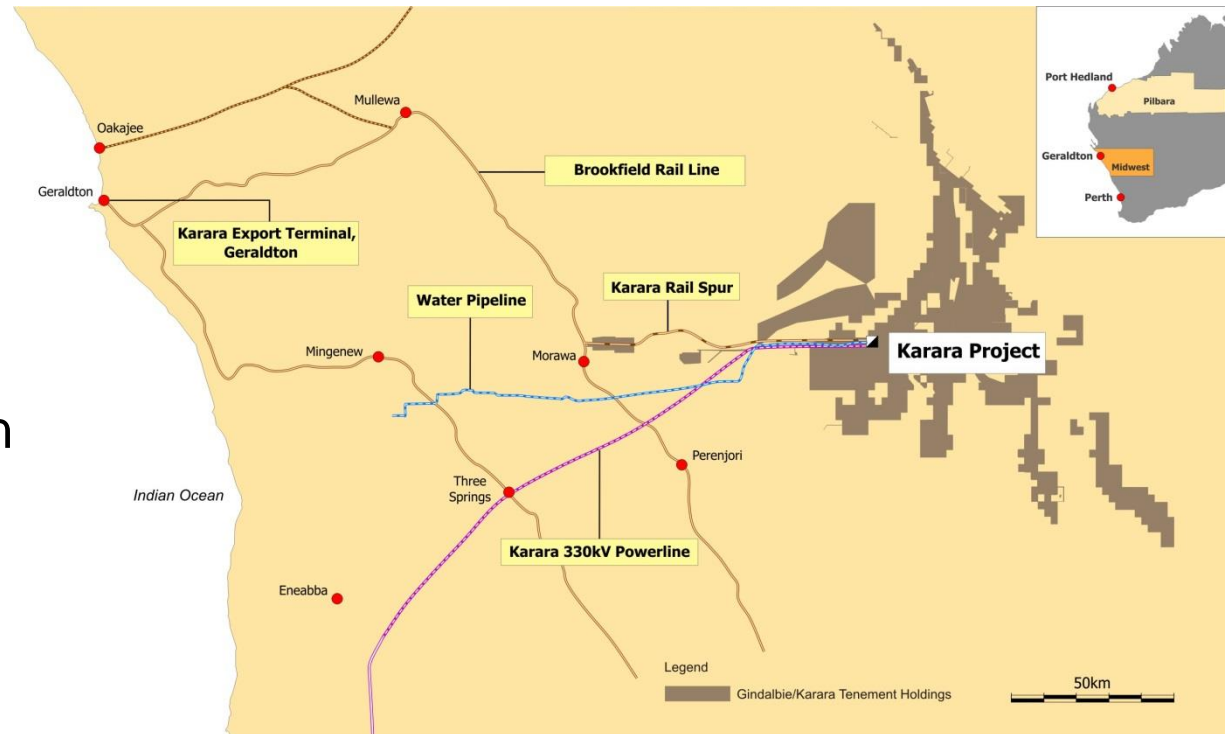 Port Hedland
Pilbara
Geraldton
Midwest
Perth
Mullewa
Oakajee
Brookfield Rail Line
Geraldton
Karara Export Terminal,
Geraldton
Karara Rail Spur
Water Pipeline
Karara Project
Mingenew
Morawa
n
Perenjori
Three
Springs
Indian Ocean
Karara 330kV Powerline
Eneabba
Legend
Gindalbie/Karara Tenement Holdings
50km